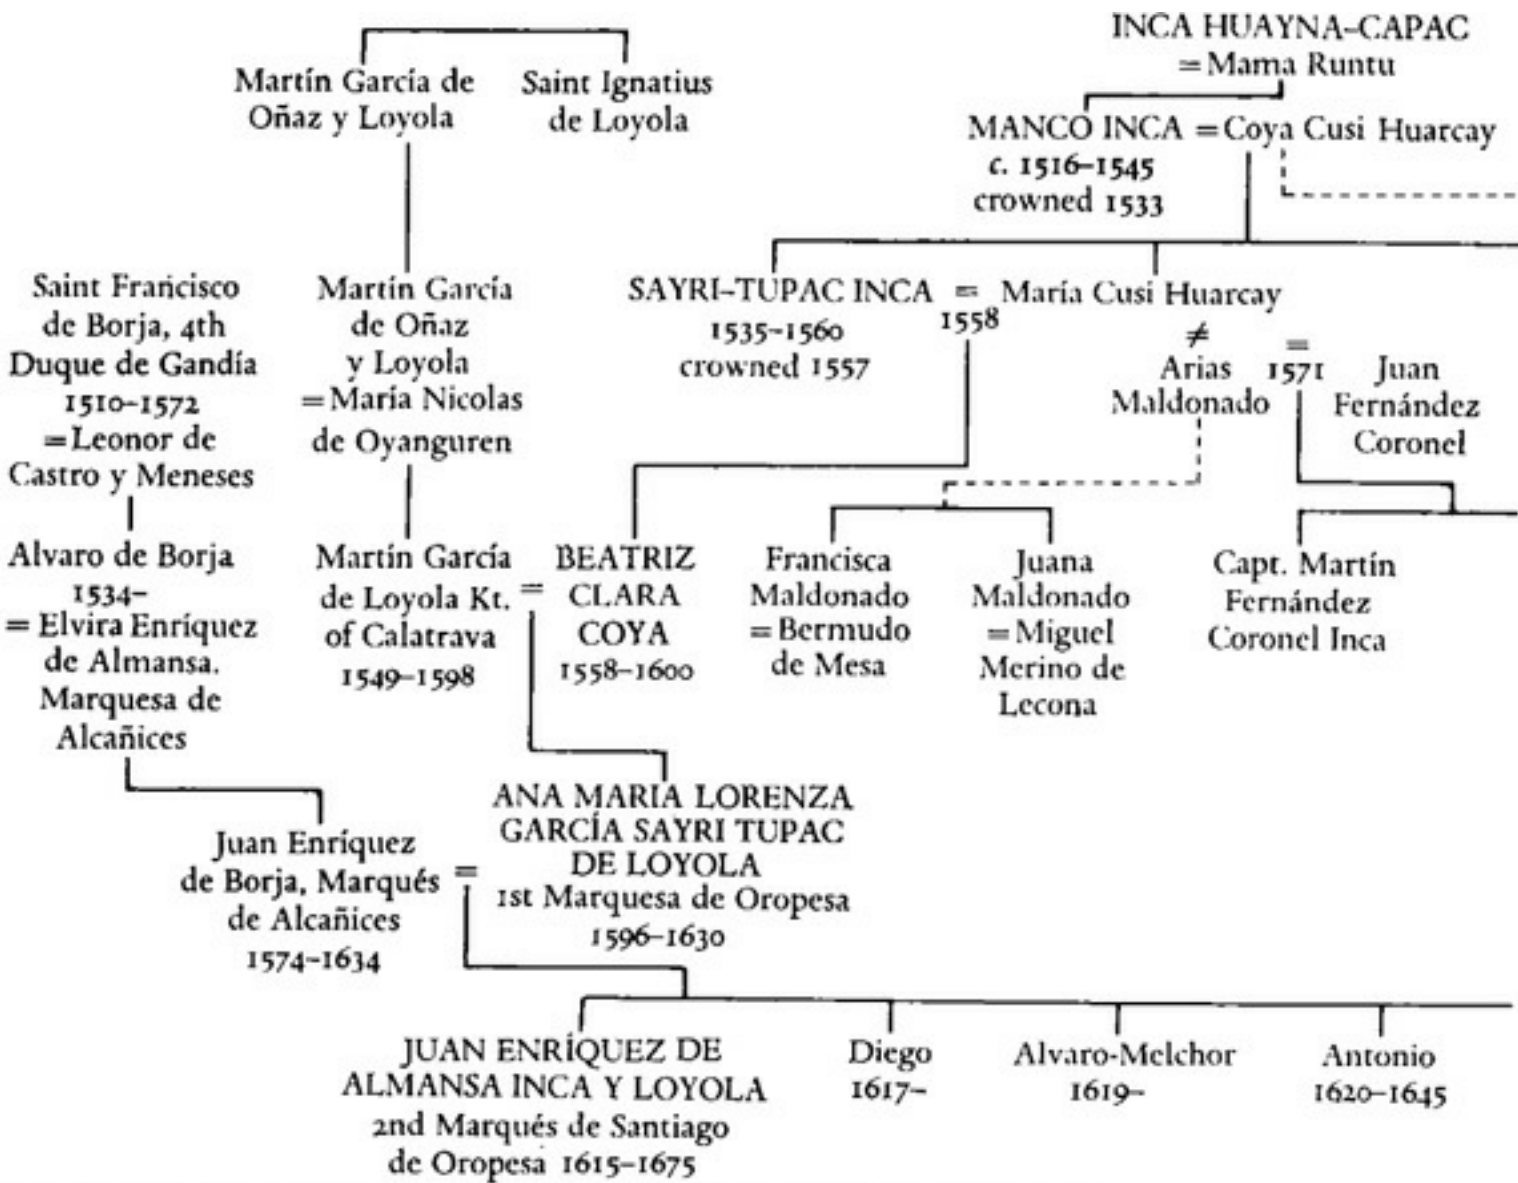 INCA HUAYNA-CAPAC
= Mama Runtu
Martín García de
Oñaz y Loyola
Saint Ignatius
de Loyola
MANCO INCA = Coya Cusi Huarcay
c. 1516–1545
crowned 1533
Saint Francisco
de Borja, 4th
Duque de Gandía
1510–1572
= Leonor de
Castro y Meneses
Martín García
de Oñaz
y Loyola
= María Nicolas
de Oyanguren
SAYRI-TUPAC INCA = María Cusi Huarcay
1535–1560
crowned 1557
1558
≠
Arias
Maldonado
=
1571
Juan
Fernández
Coronel
Alvaro de Borja
1534–
= Elvira Enríquez
de Almansa.
Marquesa de
Alcañices
Martín García
de Loyola Kt.
of Calatrava
1549–1598
=
BEATRIZ
CLARA
COYA
1558–1600
Francisca
Maldonado
= Bermudo
de Mesa
Juana
Maldonado
= Miguel
Merino de
Lecona
Capt. Martín
Fernández
Coronel Inca
Juan Enríquez
de Borja, Marqués
de Alcañices
1574–1634
=
ANA MARIA LORENZA
GARCÍA SAYRI TUPAC
DE LOYOLA
1st Marquesa de Oropesa
1596–1630
JUAN ENRÍQUEZ DE
ALMANSA INCA Y LOYOLA
2nd Marqués de Santiago
de Oropesa 1615–1675
Diego
1617–
Alvaro-Melchor
1619–
Antonio
1620–1645